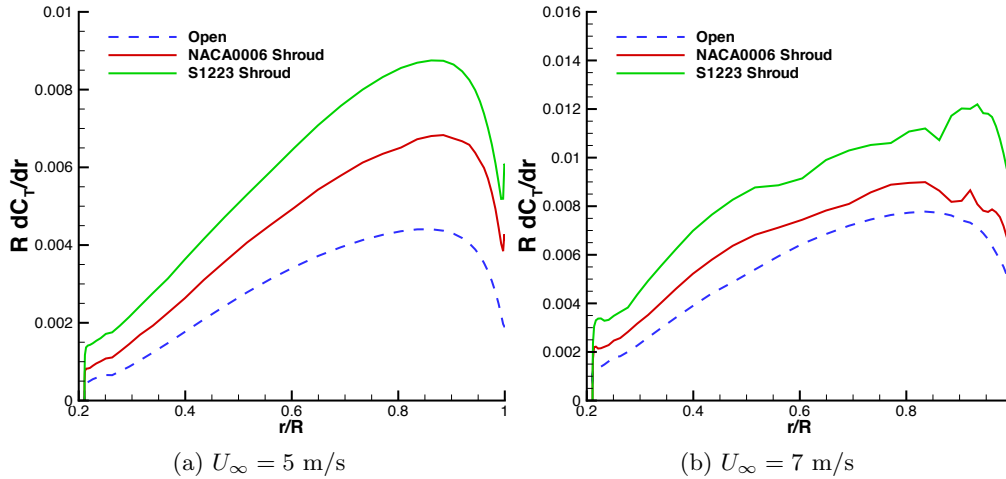 0.01
0.008
0.006
0.004
0.002
0
0.2
0.4
0.6
0.8
1
R dC_T/dr
r/R
Open
NACA0006 Shroud
S1223 Shroud
(a) U_∞ = 5 m/s
0.016
0.014
0.012
0.01
0.008
0.006
0.004
0.002
0
0.2
0.4
0.6
0.8
R dC_T/dr
r/R
Open
NACA0006 Shroud
S1223 Shroud
(b) U_∞ = 7 m/s